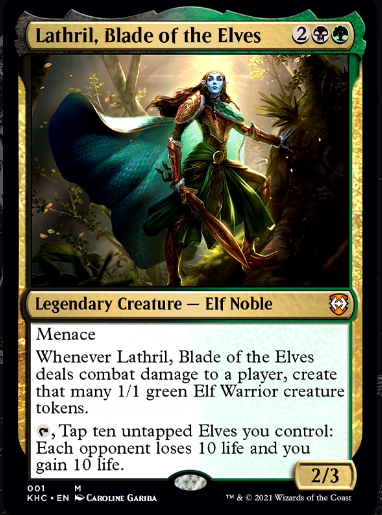 Lathril, Blade of the Elves 2
Legendary Creature — Elf Noble
Menace
Whenever Lathril, Blade of the Elves
deals combat damage to a player, create
that many 1/1 green Elf Warrior creature
tokens.
, Tap ten untapped Elves you control:
Each opponent loses 10 life and you
gain 10 life.
2/3
001 M
KHC • EN Caroline Gariba
™ & © 2021 Wizards of the Coast